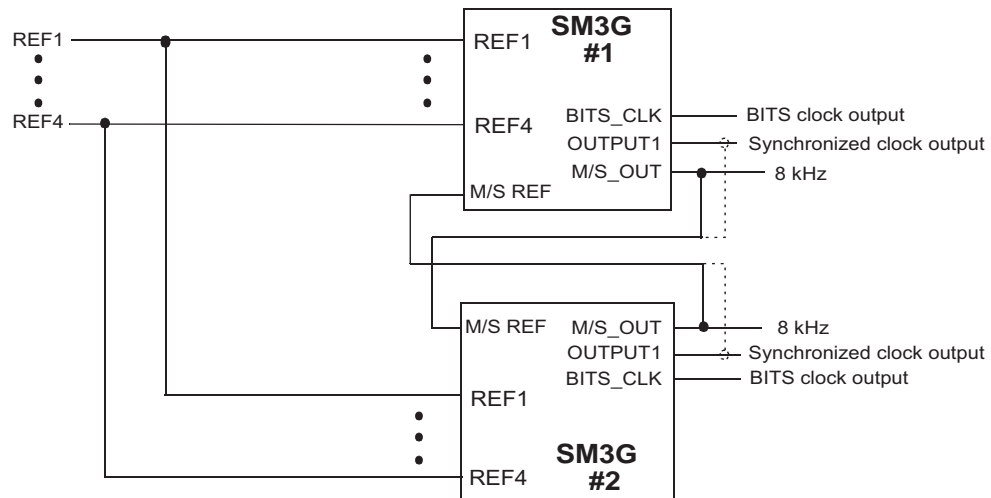 REF1
REF4
SM3G
#1
REF1
REF4
BITS_CLK
OUTPUT1
M/S_OUT
M/S REF
BITS clock output
Synchronized clock output
8 kHz
M/S REF
M/S_OUT
OUTPUT1
BITS_CLK
REF1
REF4
SM3G
#2
8 kHz
Synchronized clock output
BITS clock output